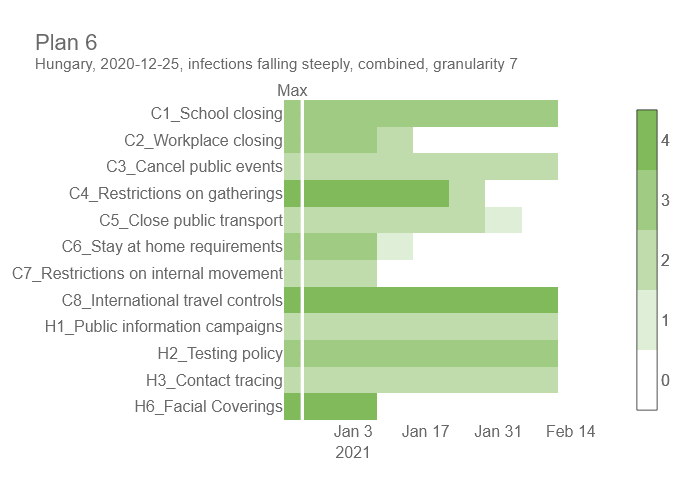 Plan 6
Hungary, 2020-12-25, infections falling steeply, combined, granularity 7
Max
C1_School closing
C2_Workplace closing
C3_Cancel public events
C4_Restrictions on gatherings
C5_Close public transport
C6_Stay at home requirements
C7_Restrictions on internal movement
C8_International travel controls
H1_Public information campaigns
H2_Testing policy
H3_Contact tracing
H6_Facial Coverings
Jan 3 Jan 17 Jan 31 Feb 14
2021
4
3
2
1
0